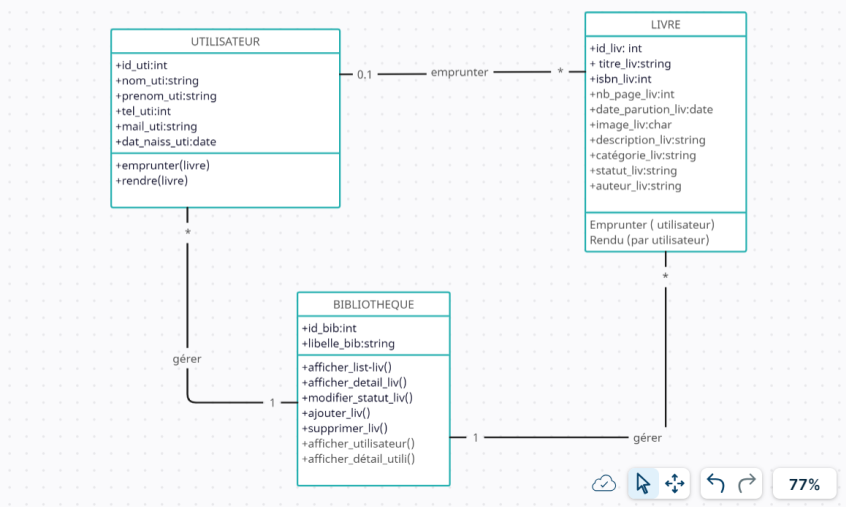 UTILISATEUR
+id_uti:int
+nom_uti:string
+prenom_uti:string
+tel_uti:int
+mail_uti:string
+dat_naiss_uti:date
+emprunter(livre)
+rendre(livre)
0,1
emprunter
*
LIVRE
+id_liv: int
+ titre_liv:string
+isbn_liv:int
+nb_page_liv:int
+date_parution_liv:date
+image_liv:char
+description_liv:string
+catégorie_liv:string
+statut_liv:string
+auteur_liv:string
Emprunter ( utilisateur)
Rendu (par utilisateur)
*
gérer
1
BIBLIOTHEQUE
+id_bib:int
+libelle_bib:string
+afficher_list-liv()
+afficher_detail_liv()
+modifier_statut_liv()
+ajouter_liv()
+supprimer_liv()
+afficher_utilisateur()
+afficher_détail_utili()
*
1
gérer
77%